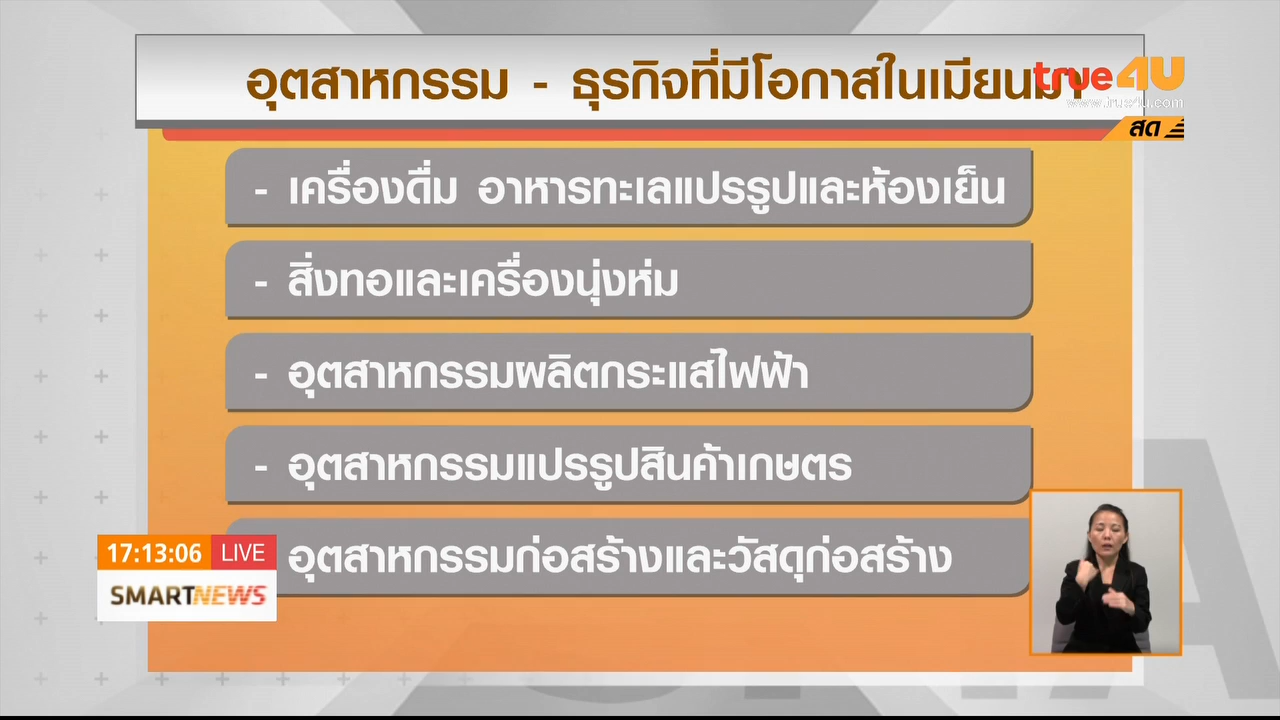 อุตสาหกรรม - ธุรกิจที่มีโอกาสในเมียนมา
true4U
www.true4u.com
สด
- เครื่องดื่ม อาหารทะเลแปรรูปและห้องเย็น
- สิ่งทอและเครื่องนุ่งห่ม
- อุตสาหกรรมผลิตกระแสไฟฟ้า
- อุตสาหกรรมแปรรูปสินค้าเกษตร
อุตสาหกรรมก่อสร้างและวัสดุก่อสร้าง
17:13:06 LIVE
SMARTNEWS